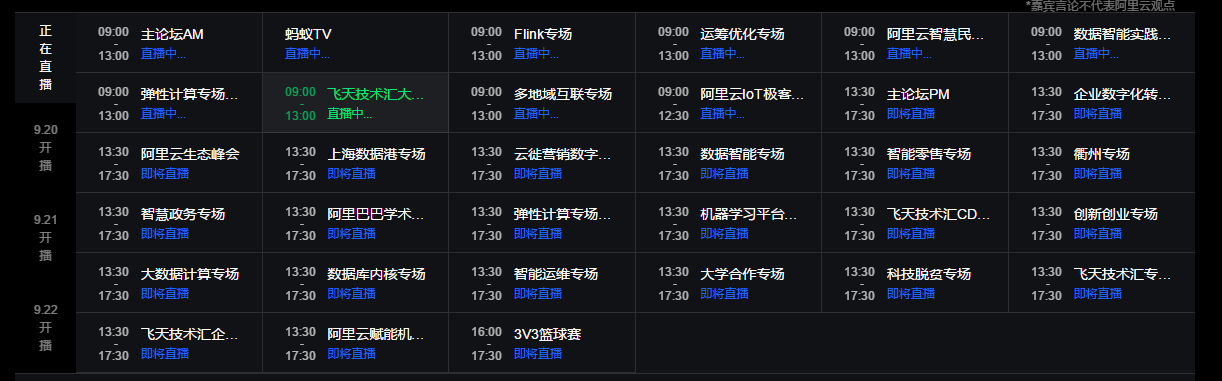 *嘉宾言论不代表阿里云观点
正在直播
9.20开播
9.21开播
9.22开播
09:00-13:00 主论坛AM 直播中...
蚂蚁TV 直播中...
09:00-13:00 Flink专场 直播中...
09:00-13:00 运筹优化专场 直播中...
09:00-13:00 阿里云智慧民... 直播中...
09:00-13:00 数据智能实践... 直播中...
09:00-13:00 弹性计算专场... 直播中...
09:00-13:00 飞天技术汇大... 直播中...
09:00-13:00 多地域互联专场 直播中...
09:00-12:30 阿里云IoT极客... 直播中...
13:30-17:30 主论坛PM 即将直播
13:30-17:30 企业数字化转... 即将直播
13:30-17:30 阿里云生态峰会 即将直播
13:30-17:30 上海数据港专场 即将直播
13:30-17:30 云徙营销数字... 即将直播
13:30-17:30 数据智能专场 即将直播
13:30-17:30 智能零售专场 即将直播
13:30-17:30 衢州专场 即将直播
13:30-17:30 智慧政务专场 即将直播
13:30-17:30 阿里巴巴学术... 即将直播
13:30-17:30 弹性计算专场... 即将直播
13:30-17:30 机器学习平台... 即将直播
13:30-17:30 飞天技术汇CD... 即将直播
13:30-17:30 创新创业专场 即将直播
13:30-17:30 大数据计算专场 即将直播
13:30-17:30 数据库内核专场 即将直播
13:30-17:30 智能运维专场 即将直播
13:30-17:30 大学合作专场 即将直播
13:30-17:30 科技脱贫专场 即将直播
13:30-17:30 飞天技术汇专... 即将直播
13:30-17:30 飞天技术汇企... 即将直播
13:30-17:30 阿里云赋能机... 即将直播
16:00-17:30 3V3篮球赛 即将直播